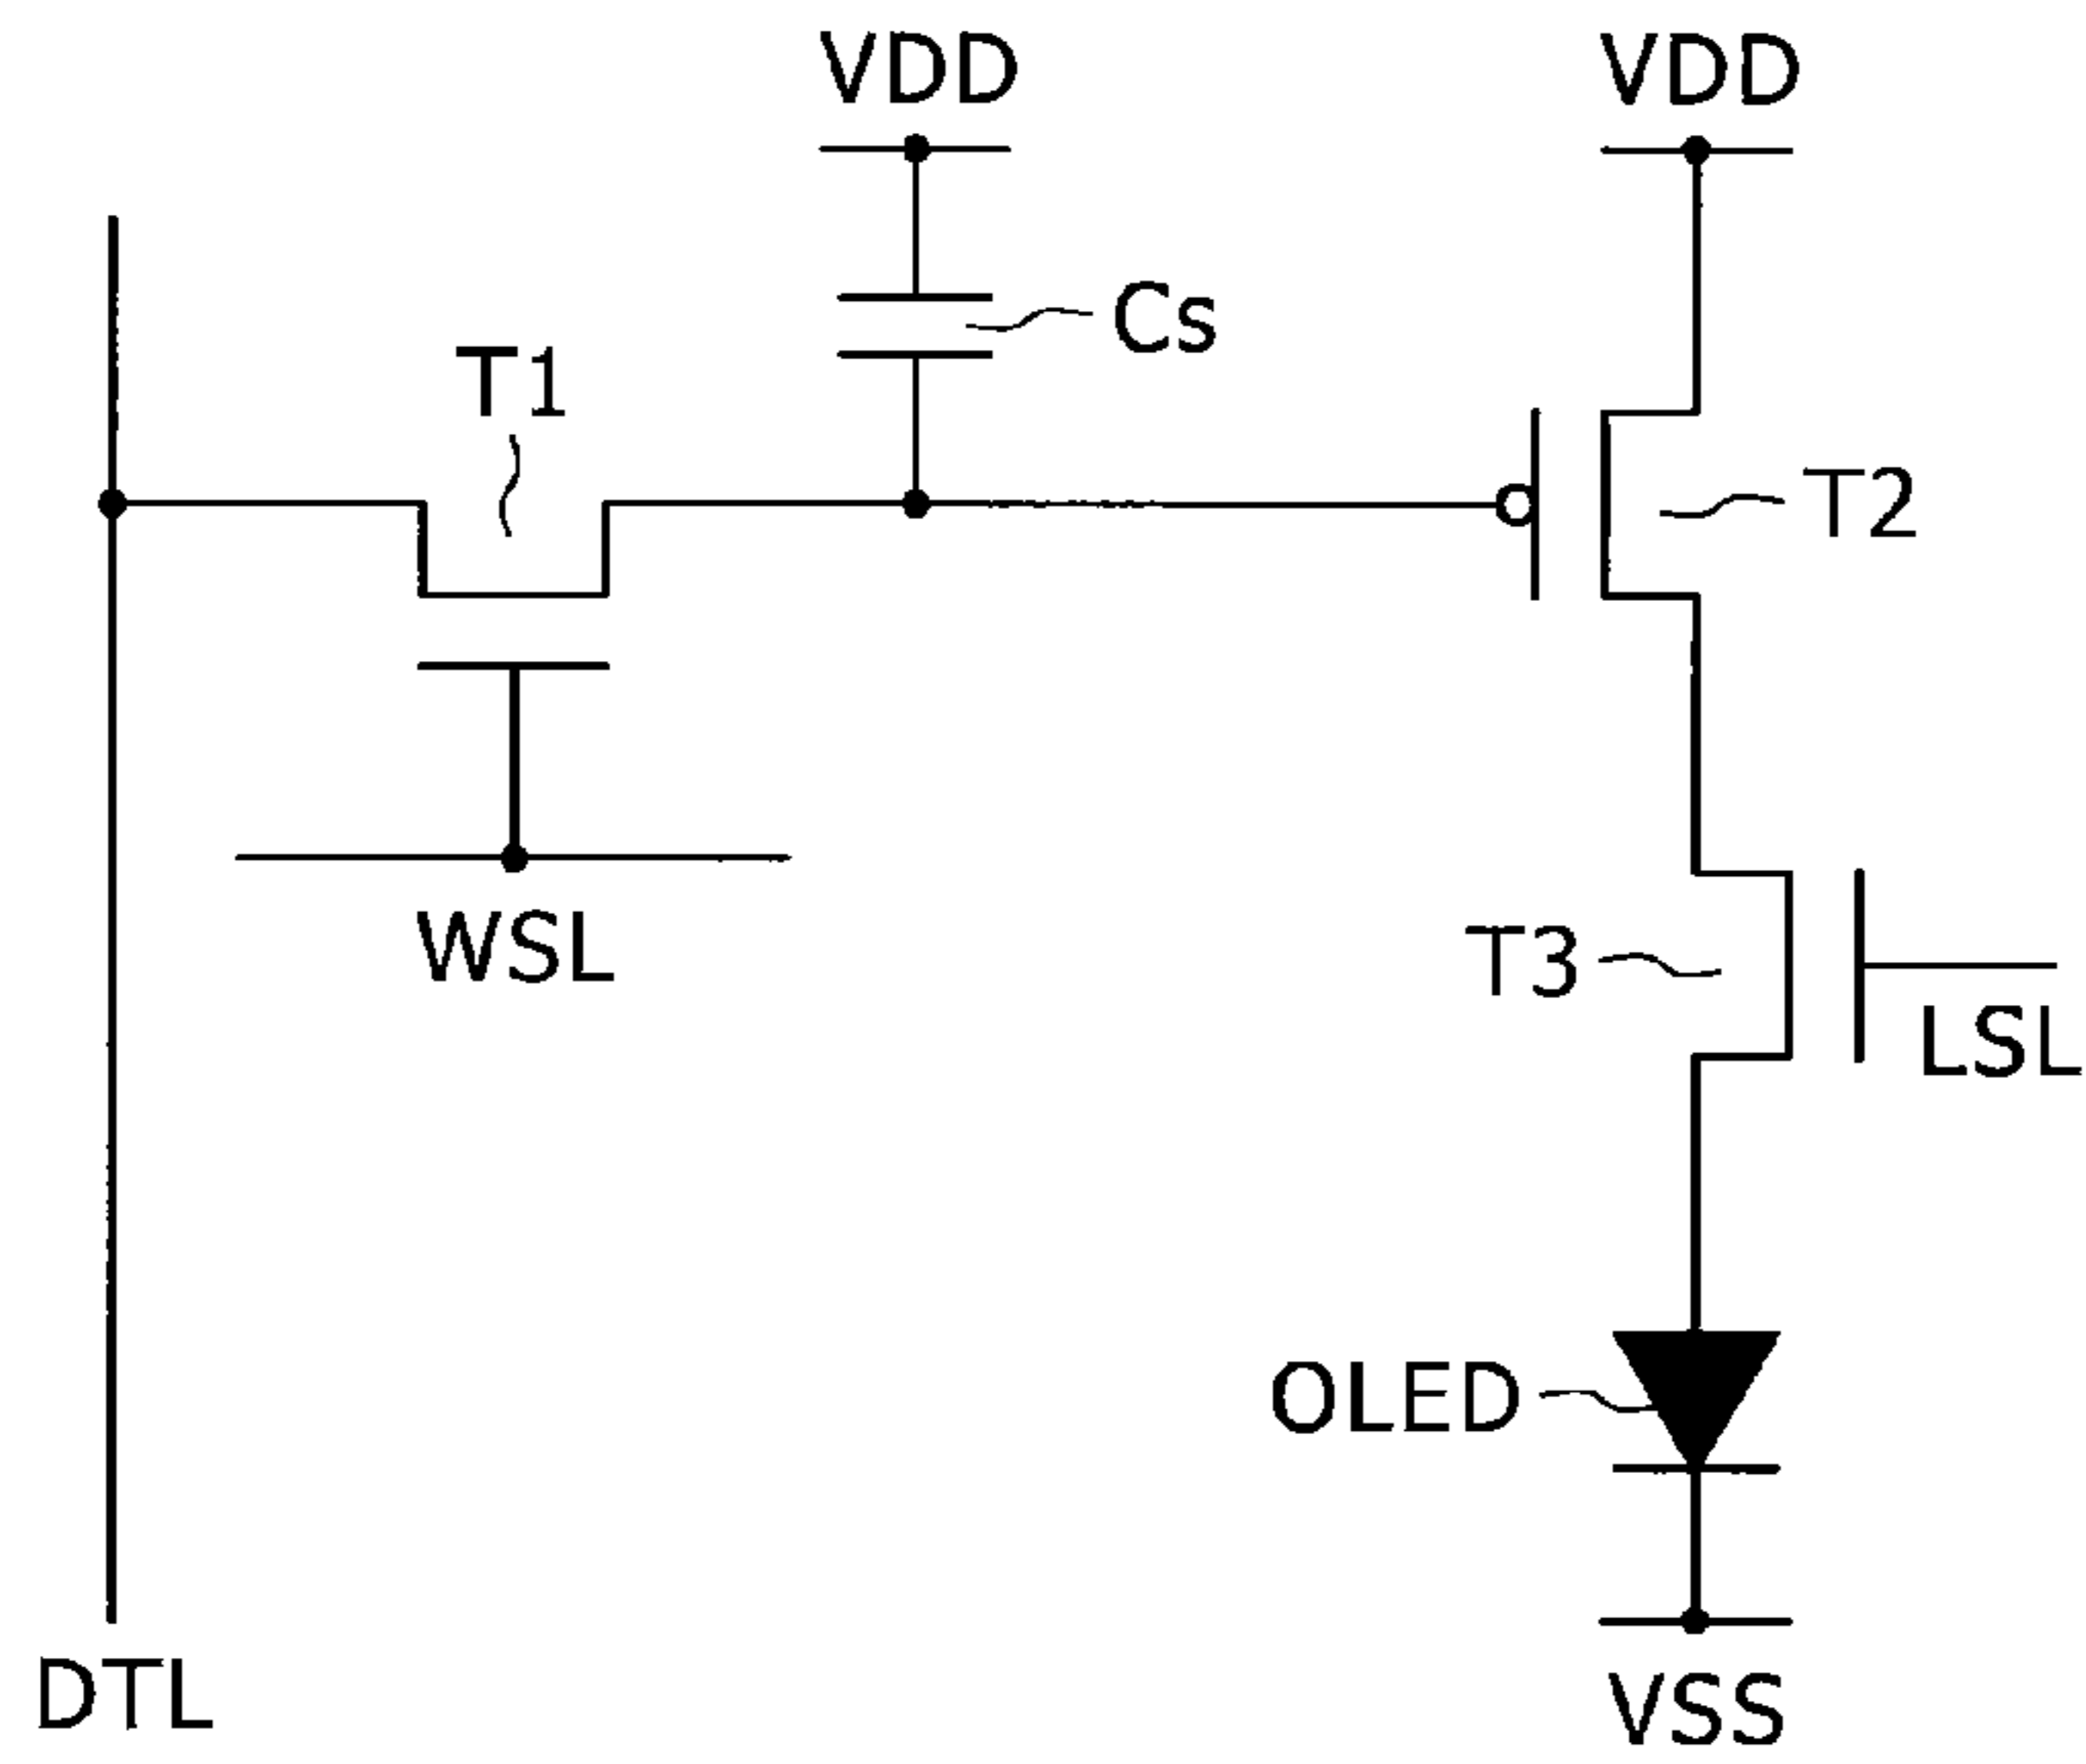 VDD
VDD
Cs
T1
T2
WSL
T3
LSL
OLED
DTL
VSS